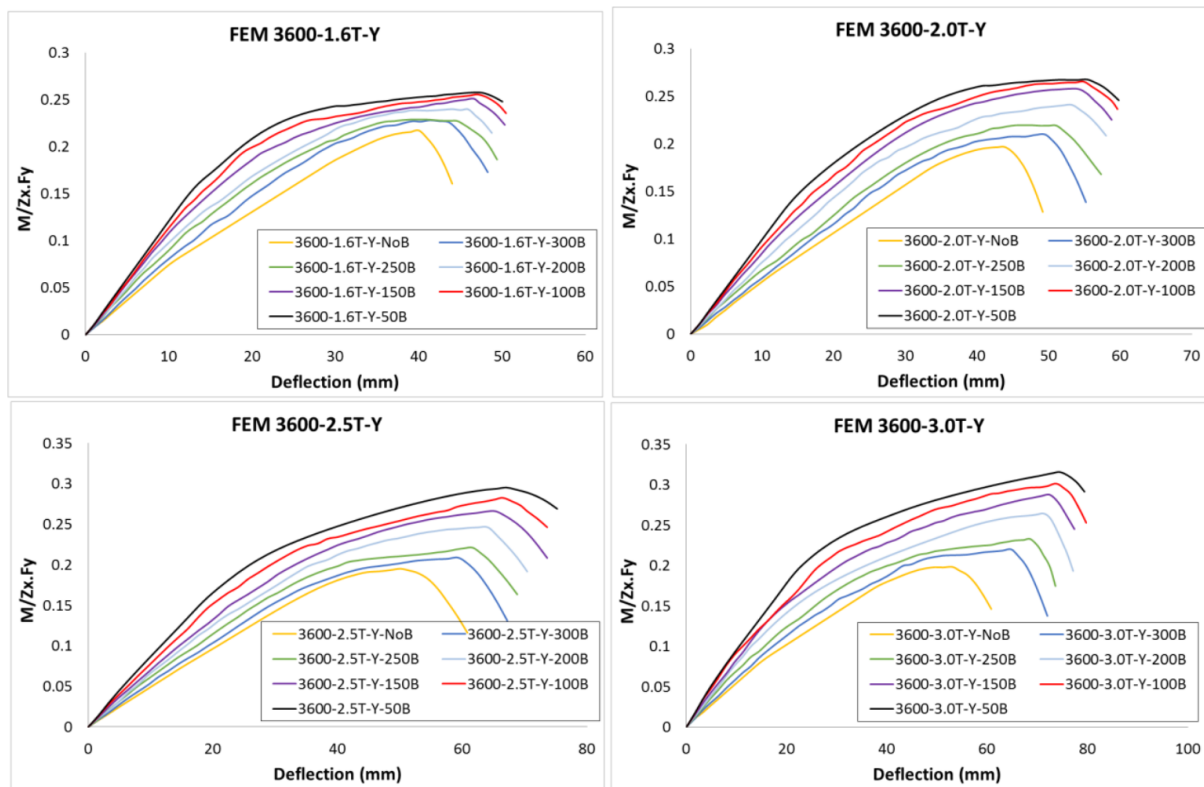 FEM 3600-1.6T-Y
0.3
0.25
0.2
0.15
0.1
0.05
0
M/Zx.Fy
0 10 20 30 40 50 60
Deflection (mm)
3600-1.6T-Y-NoB 3600-1.6T-Y-300B
3600-1.6T-Y-250B 3600-1.6T-Y-200B
3600-1.6T-Y-150B 3600-1.6T-Y-100B
3600-1.6T-Y-50B
FEM 3600-2.0T-Y
0.3
0.25
0.2
0.15
0.1
0.05
0
M/Zx.Fy
0 10 20 30 40 50 60 70
Deflection (mm)
3600-2.0T-Y-NoB 3600-2.0T-Y-300B
3600-2.0T-Y-250B 3600-2.0T-Y-200B
3600-2.0T-Y-150B 3600-2.0T-Y-100B
3600-2.0T-Y-50B
FEM 3600-2.5T-Y
0.35
0.3
0.25
0.2
0.15
0.1
0.05
0
M/Zx.Fy
0 20 40 60 80
Deflection (mm)
3600-2.5T-Y-NoB 3600-2.5T-Y-300B
3600-2.5T-Y-250B 3600-2.5T-Y-200B
3600-2.5T-Y-150B 3600-2.5T-Y-100B
3600-2.5T-Y-50B
FEM 3600-3.0T-Y
0.35
0.3
0.25
0.2
0.15
0.1
0.05
0
M/Zx.Fy
0 20 40 60 80 100
Deflection (mm)
3600-3.0T-Y-NoB 3600-3.0T-Y-300B
3600-3.0T-Y-250B 3600-3.0T-Y-200B
3600-3.0T-Y-150B 3600-3.0T-Y-100B
3600-3.0T-Y-50B